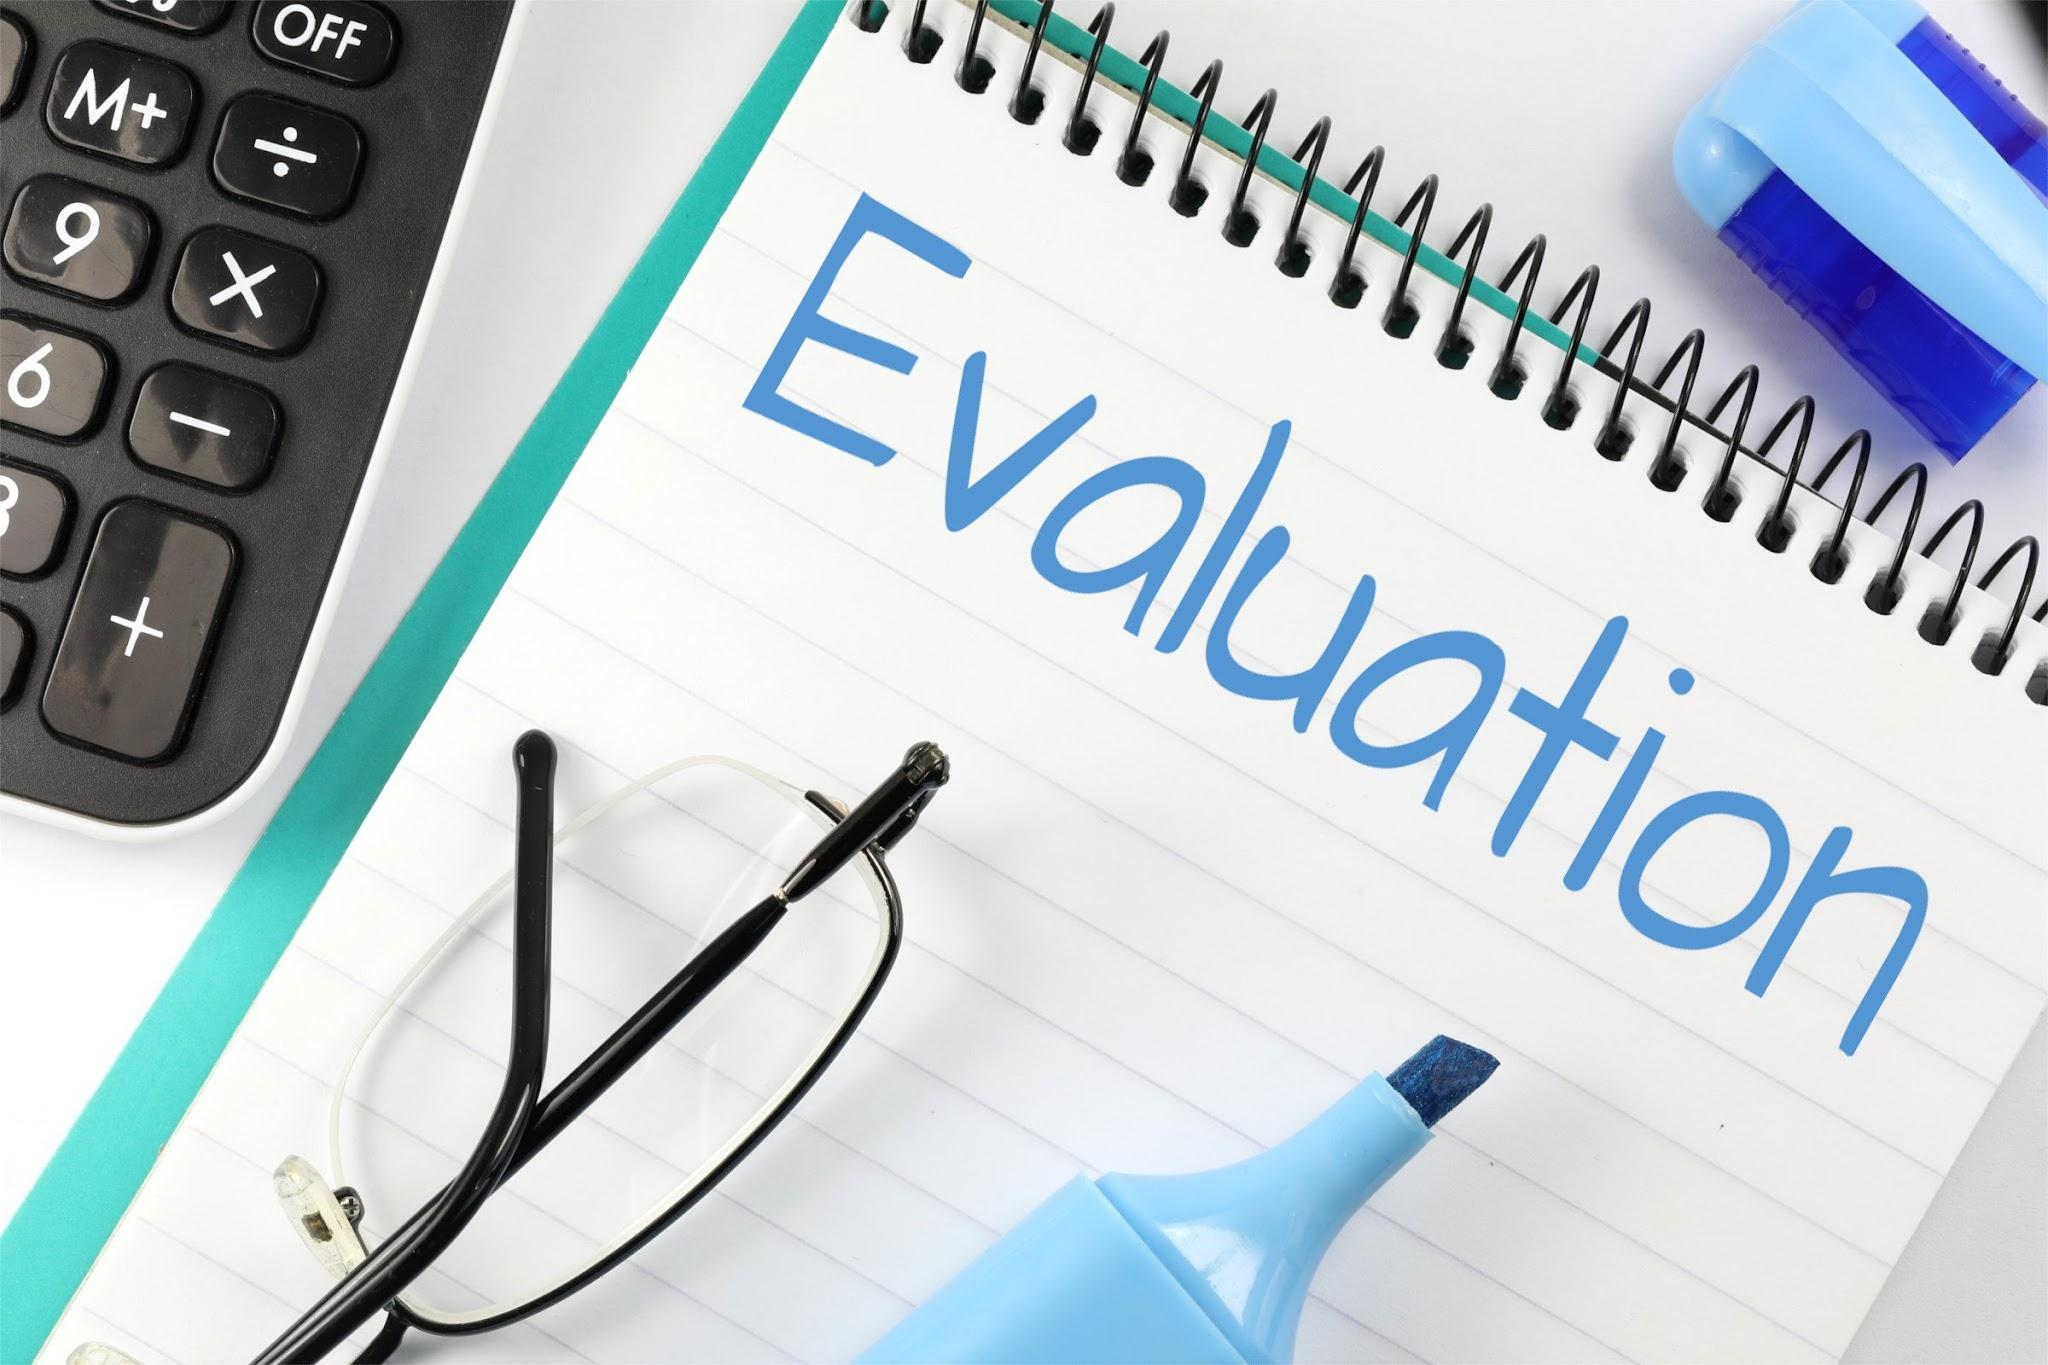 OFF
M+ ÷
9 ×
6 −
+
Evaluation